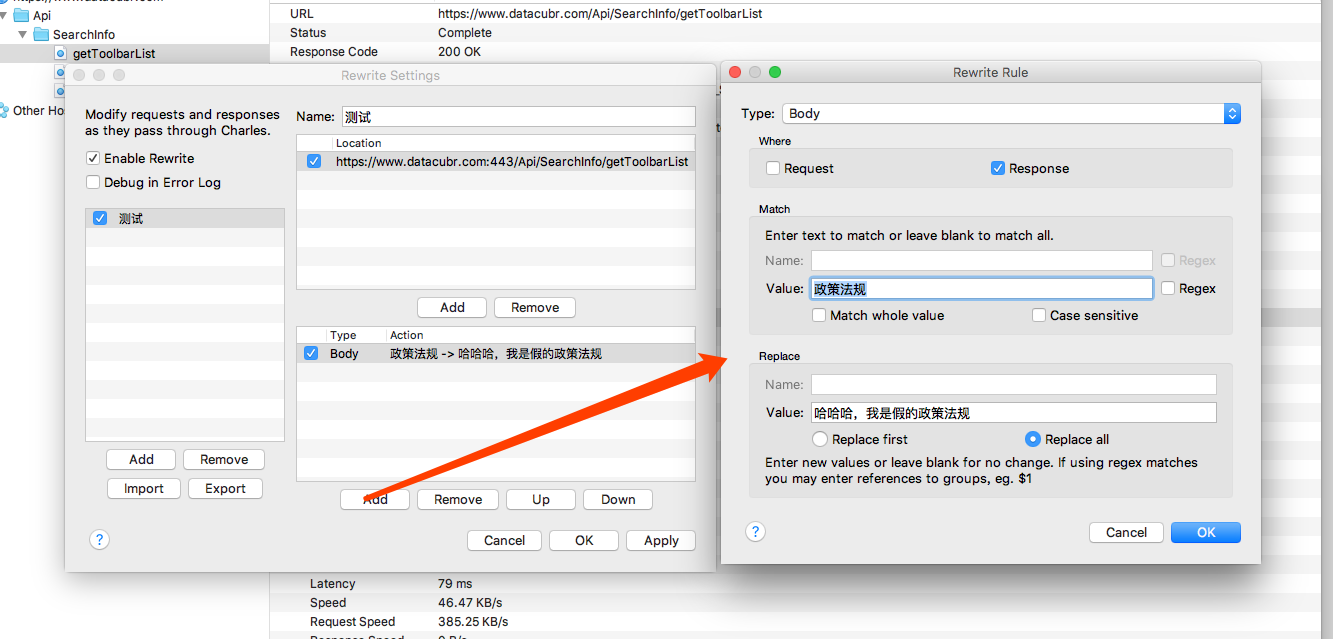 Api
SearchInfo
getToolbarList
Other Ho
URL https://www.datacubr.com/Api/SearchInfo/getToolbarList
Status Complete
Response Code 200 OK
Rewrite Settings
Modify requests and responses
as they pass through Charles.
Enable Rewrite
Debug in Error Log
测试
Add Remove
Import Export
Name: 测试
Location
https://www.datacubr.com:443/Api/SearchInfo/getToolbarList
Add Remove
Type Action
Body 政策法规 -> 哈哈哈，我是假的政策法规
Add Remove Up Down
? Cancel OK Apply
Rewrite Rule
Type: Body
Where
Request Response
Match
Enter text to match or leave blank to match all.
Name: Regex
Value: 政策法规 Regex
Match whole value Case sensitive
Replace
Name:
Value: 哈哈哈，我是假的政策法规
Replace first Replace all
Enter new values or leave blank for no change. If using regex matches
you may enter references to groups, eg. $1
? Cancel OK
Latency 79 ms
Speed 46.47 KB/s
Request Speed 385.25 KB/s